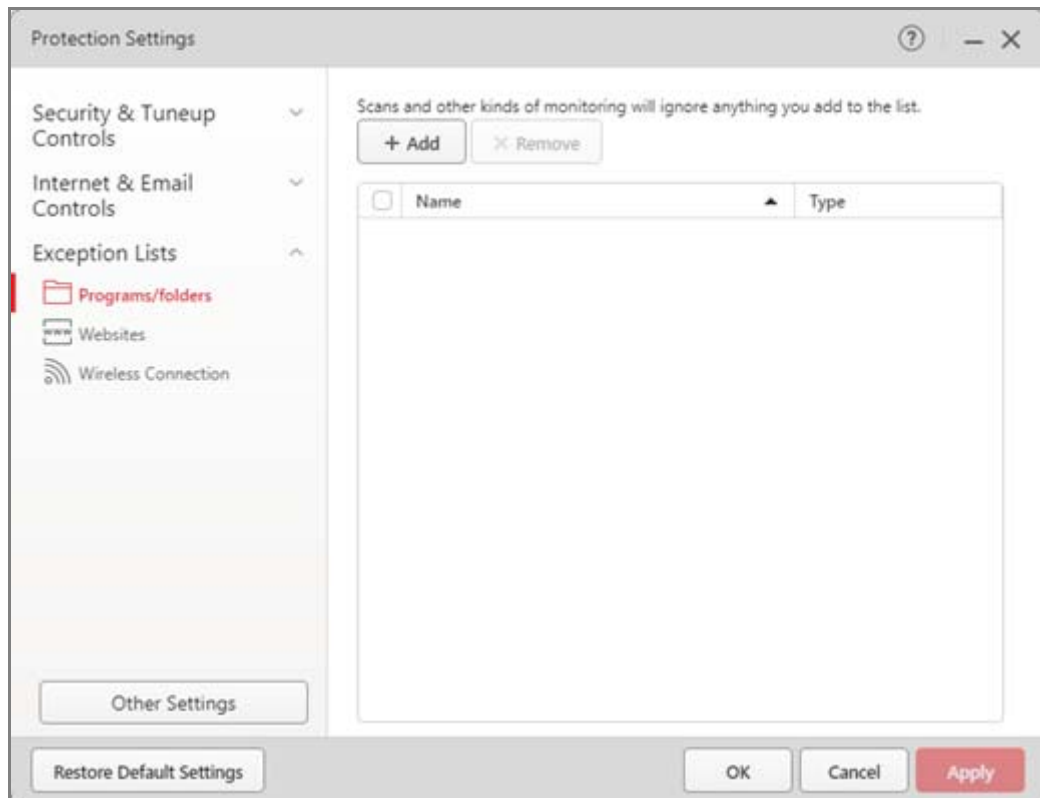 Protection Settings
?
Security & Tuneup
Controls
Internet & Email
Controls
Exception Lists
Programs/folders
www Websites
Wireless Connection
Other Settings
Scans and other kinds of monitoring will ignore anything you add to the list.
+ Add
× Remove
Name
Type
Restore Default Settings
OK
Cancel
Apply